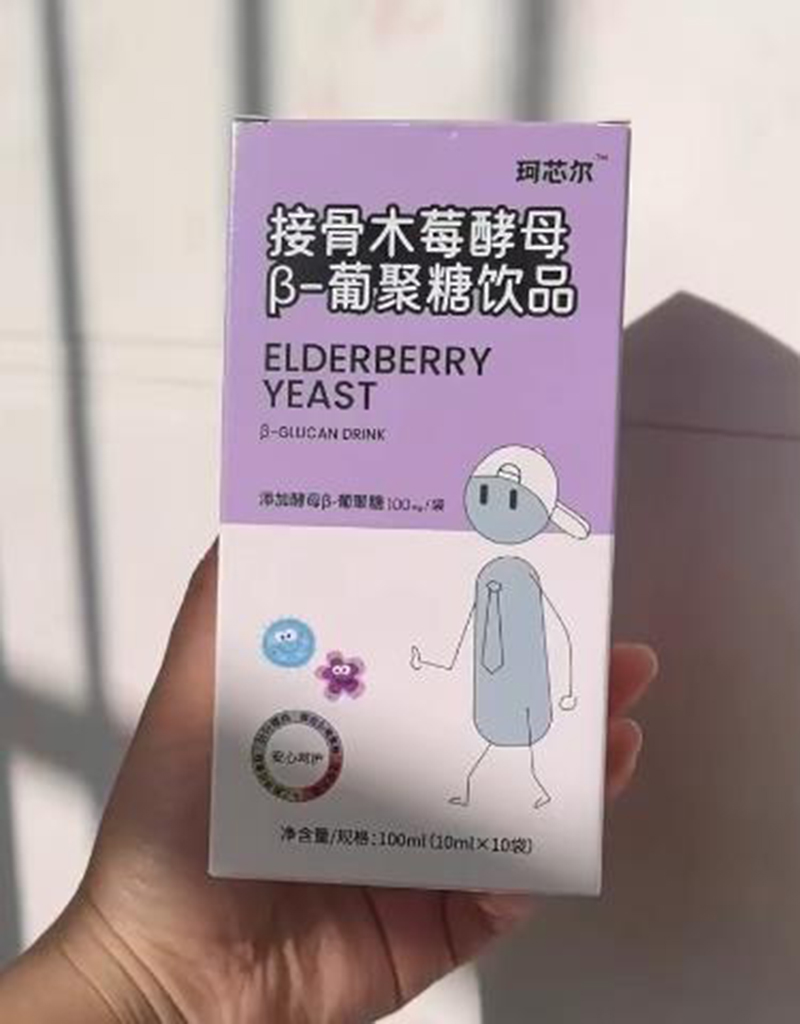 珂芯尔™
接骨木莓酵母
β-葡聚糖饮品
ELDERBERRY
YEAST
β-GLUCAN DRINK
添加酵母β-葡聚糖100mg/袋
安心呵护
净含量/规格:100ml(10ml×10袋)